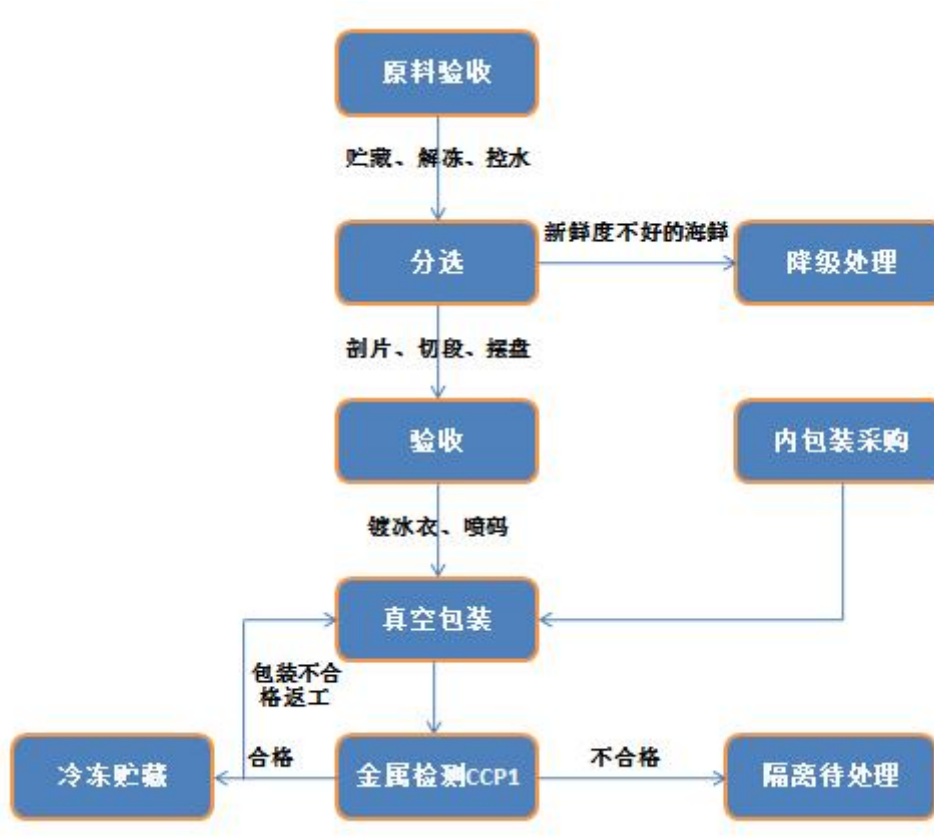 原料验收
贮藏、解冻、控水
分选
新鲜度不好的海鲜
降级处理
剖片、切段、摆盘
验收
内包装采购
镀冰衣、喷码
真空包装
包装不合
格返工
冷冻贮藏
合格
金属检测CCP1
不合格
隔离待处理